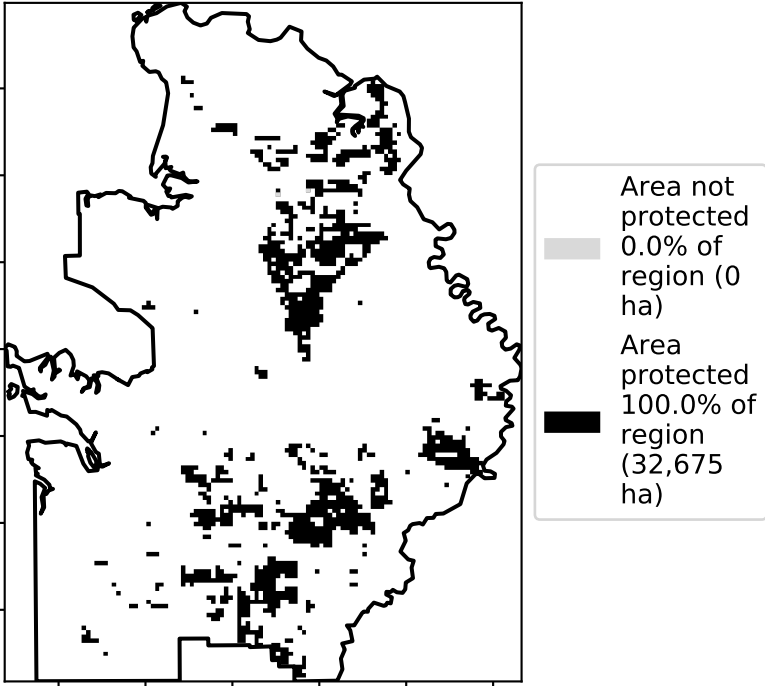 Area not
protected
0.0% of
region (0
ha)
Area
protected
100.0% of
region
(32,675
ha)